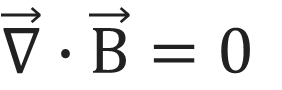 ∇⃗ · B⃗ = 0